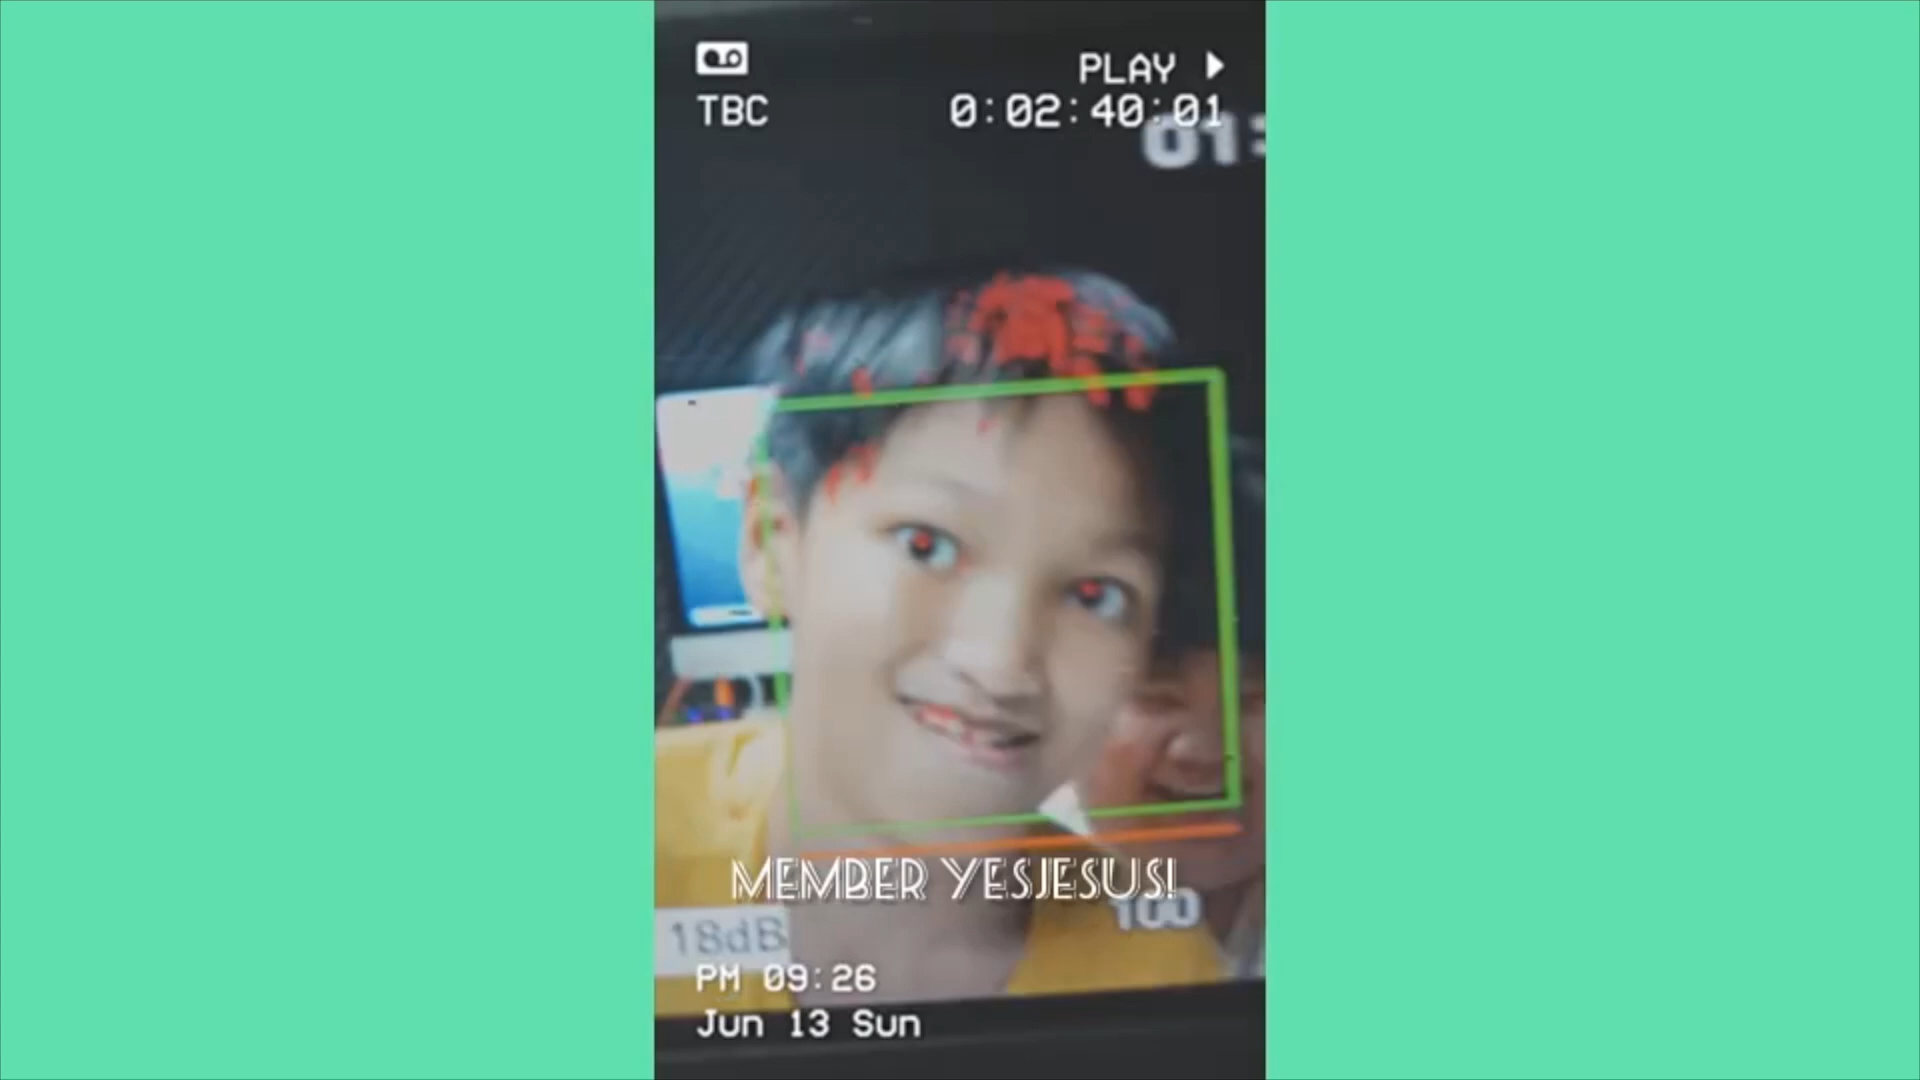 PLAY
TBC
0:02:40:01
01:
MEMBER YESJESUS!
100
18dB
PM 09:26
Jun 13 Sun